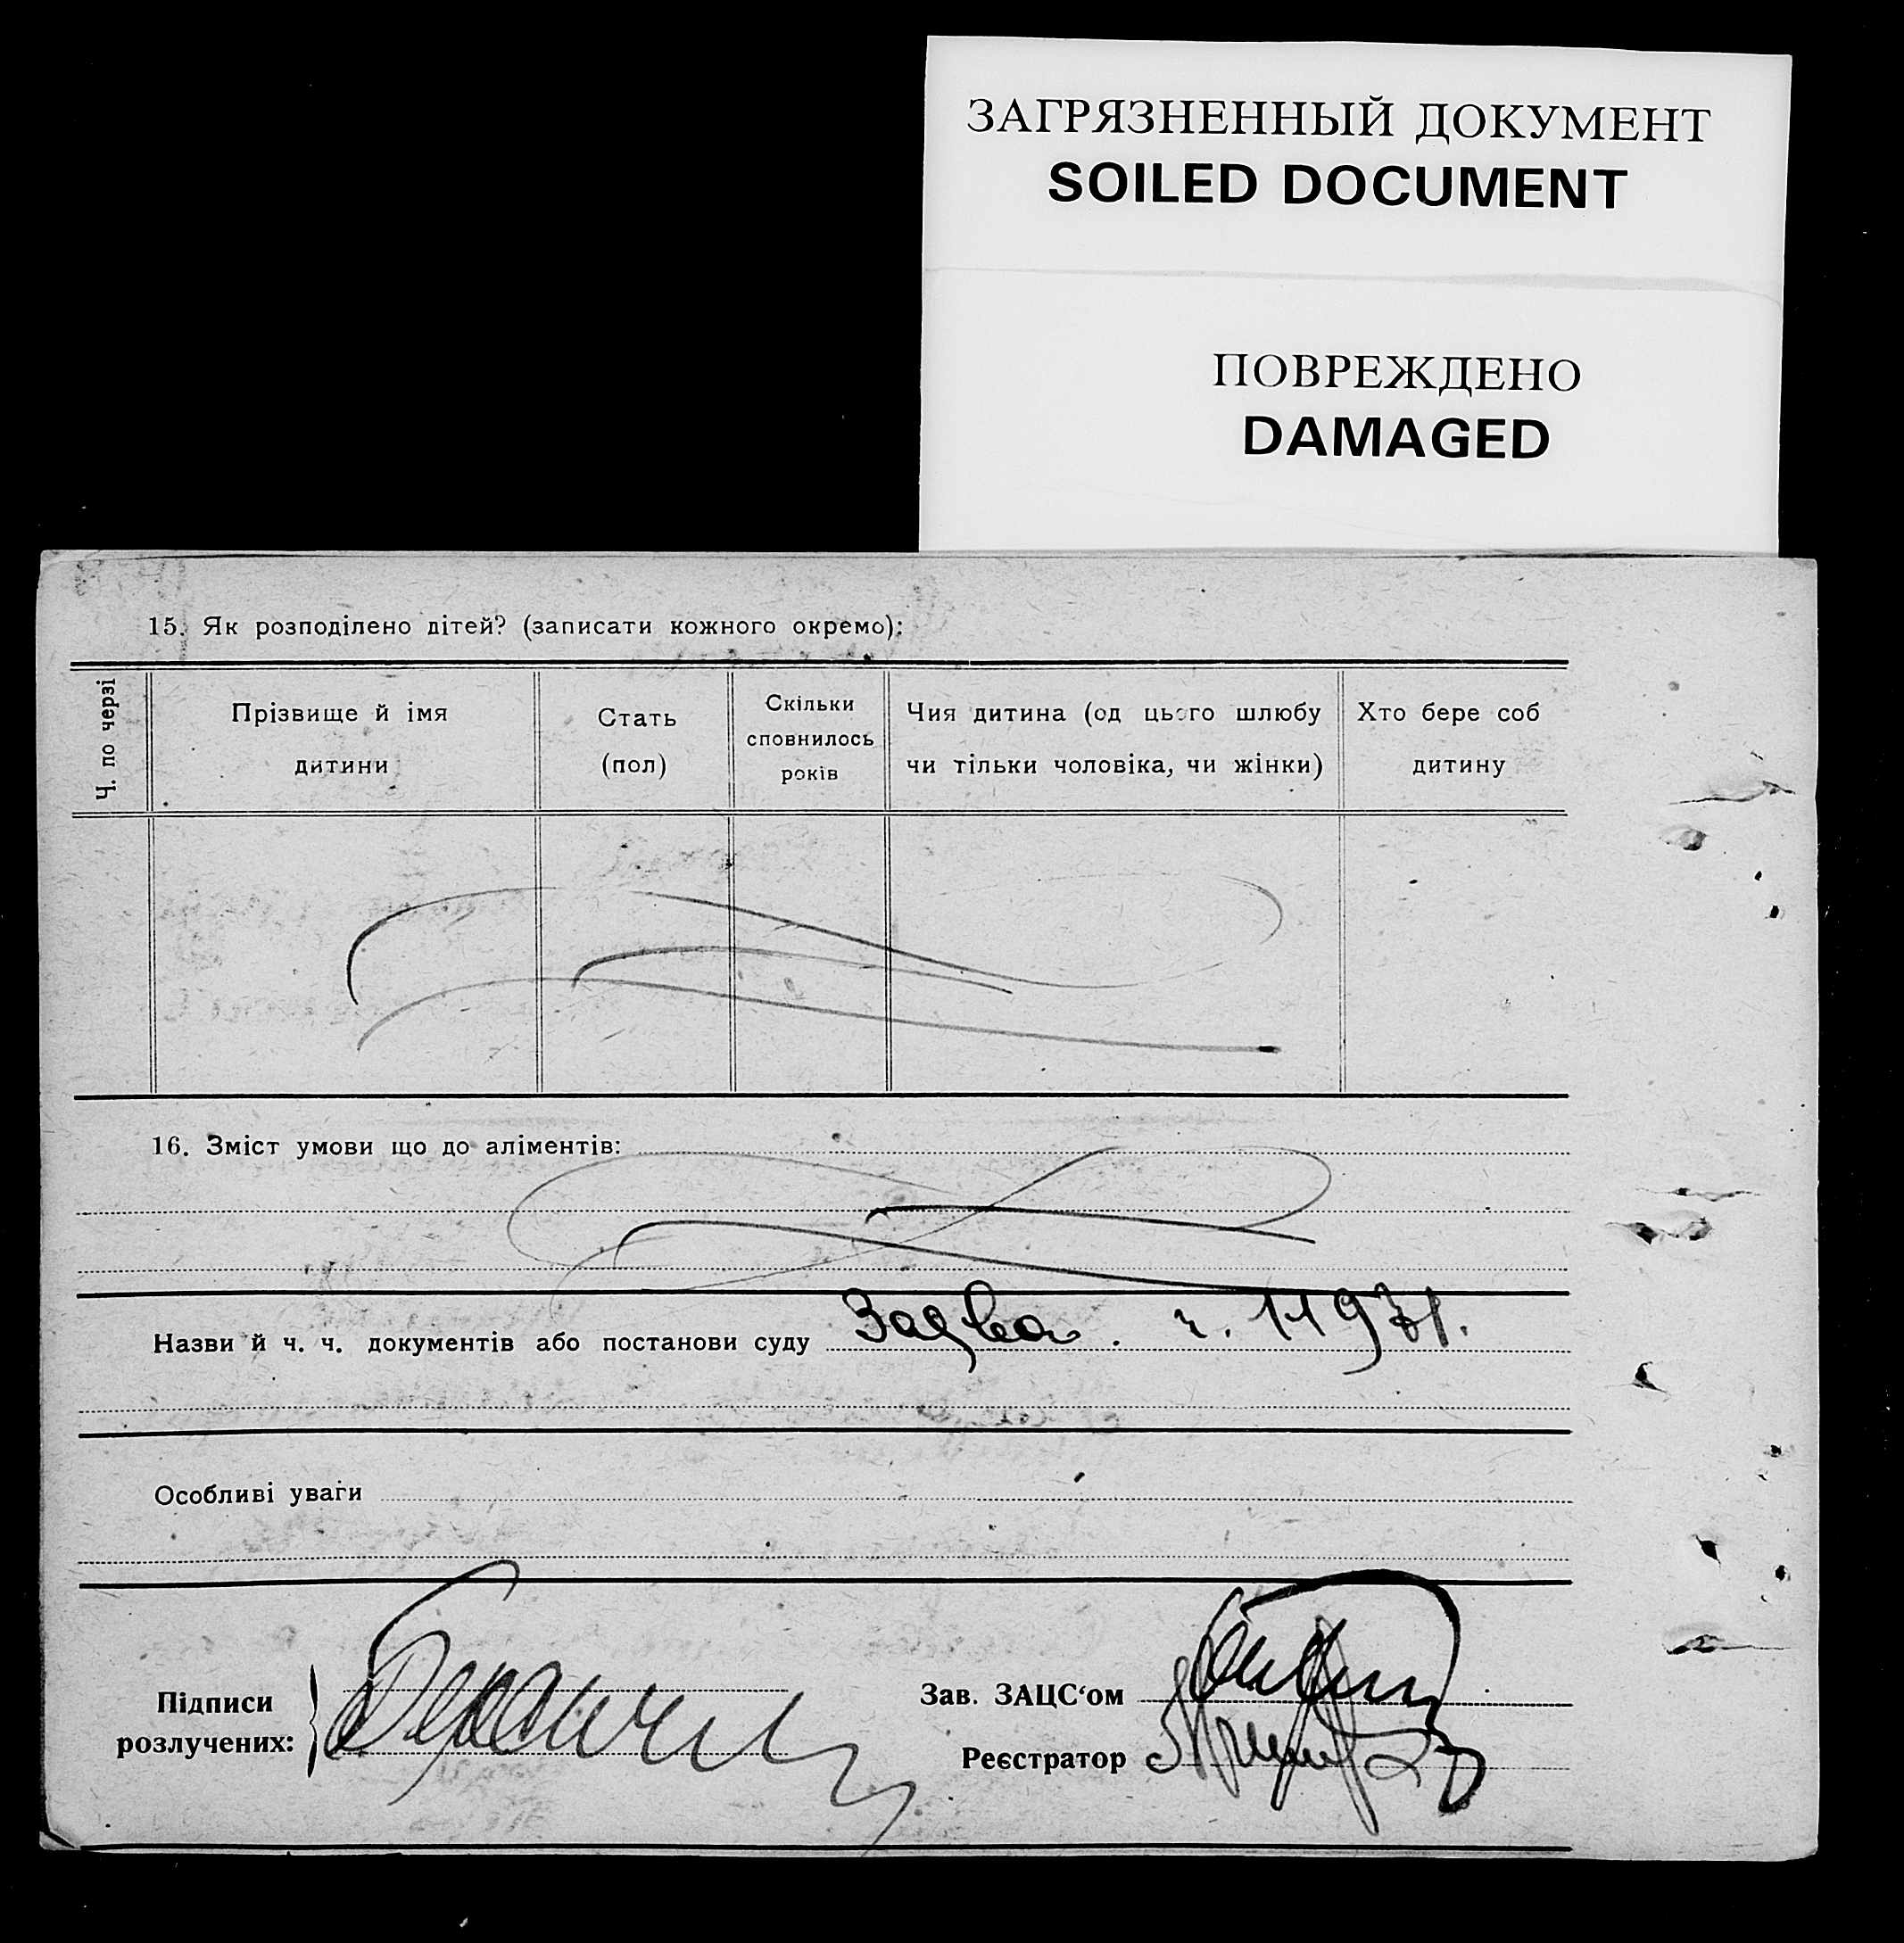 ЗАГРЯЗНЕННЫЙ ДОКУМЕНТ
SOILED DOCUMENT
ПОВРЕЖДЕНО
DAMAGED
15. Як розподілено дітей? (записати кожного окремо):
Ч. по черзі
Прізвище й імя
дитини
Стать
(пол)
Скільки
сповнилось
років
Чия дитина (од цього шлюбу
чи тільки чоловіка, чи жінки)
Хто бере соб
дитину
16. Зміст умови що до аліментів:
Назви й ч. ч. документів або постанови суду Задва. ч.
Особливі уваги
Підписи
розлучених:
Зав. ЗАЦС‘ом
Реєстратор